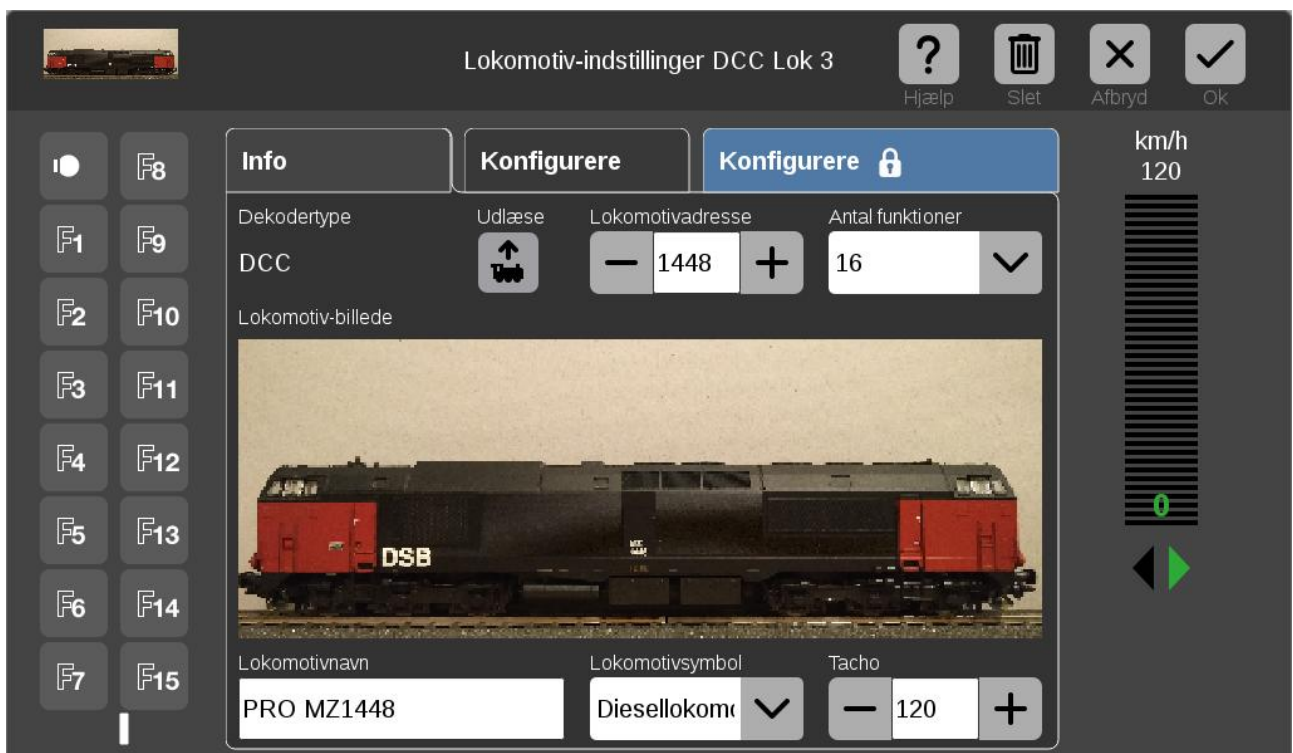 Lokomotiv-indstillinger DCC Lok 3
?
Hjælp
Slet
Afbryd
Ok
F8
F1
F9
F2
F10
F3
F11
F4
F12
F5
F13
F6
F14
F7
F15
Info
Konfigurere
Konfigurere
Dekodertype
Udlæse
Lokomotivadresse
Antal funktioner
DCC
1448
16
Lokomotiv-billede
DSB
Lokomotivnavn
Lokomotivsymbol
Tacho
PRO MZ1448
Diesellokom
120
km/h
120
0